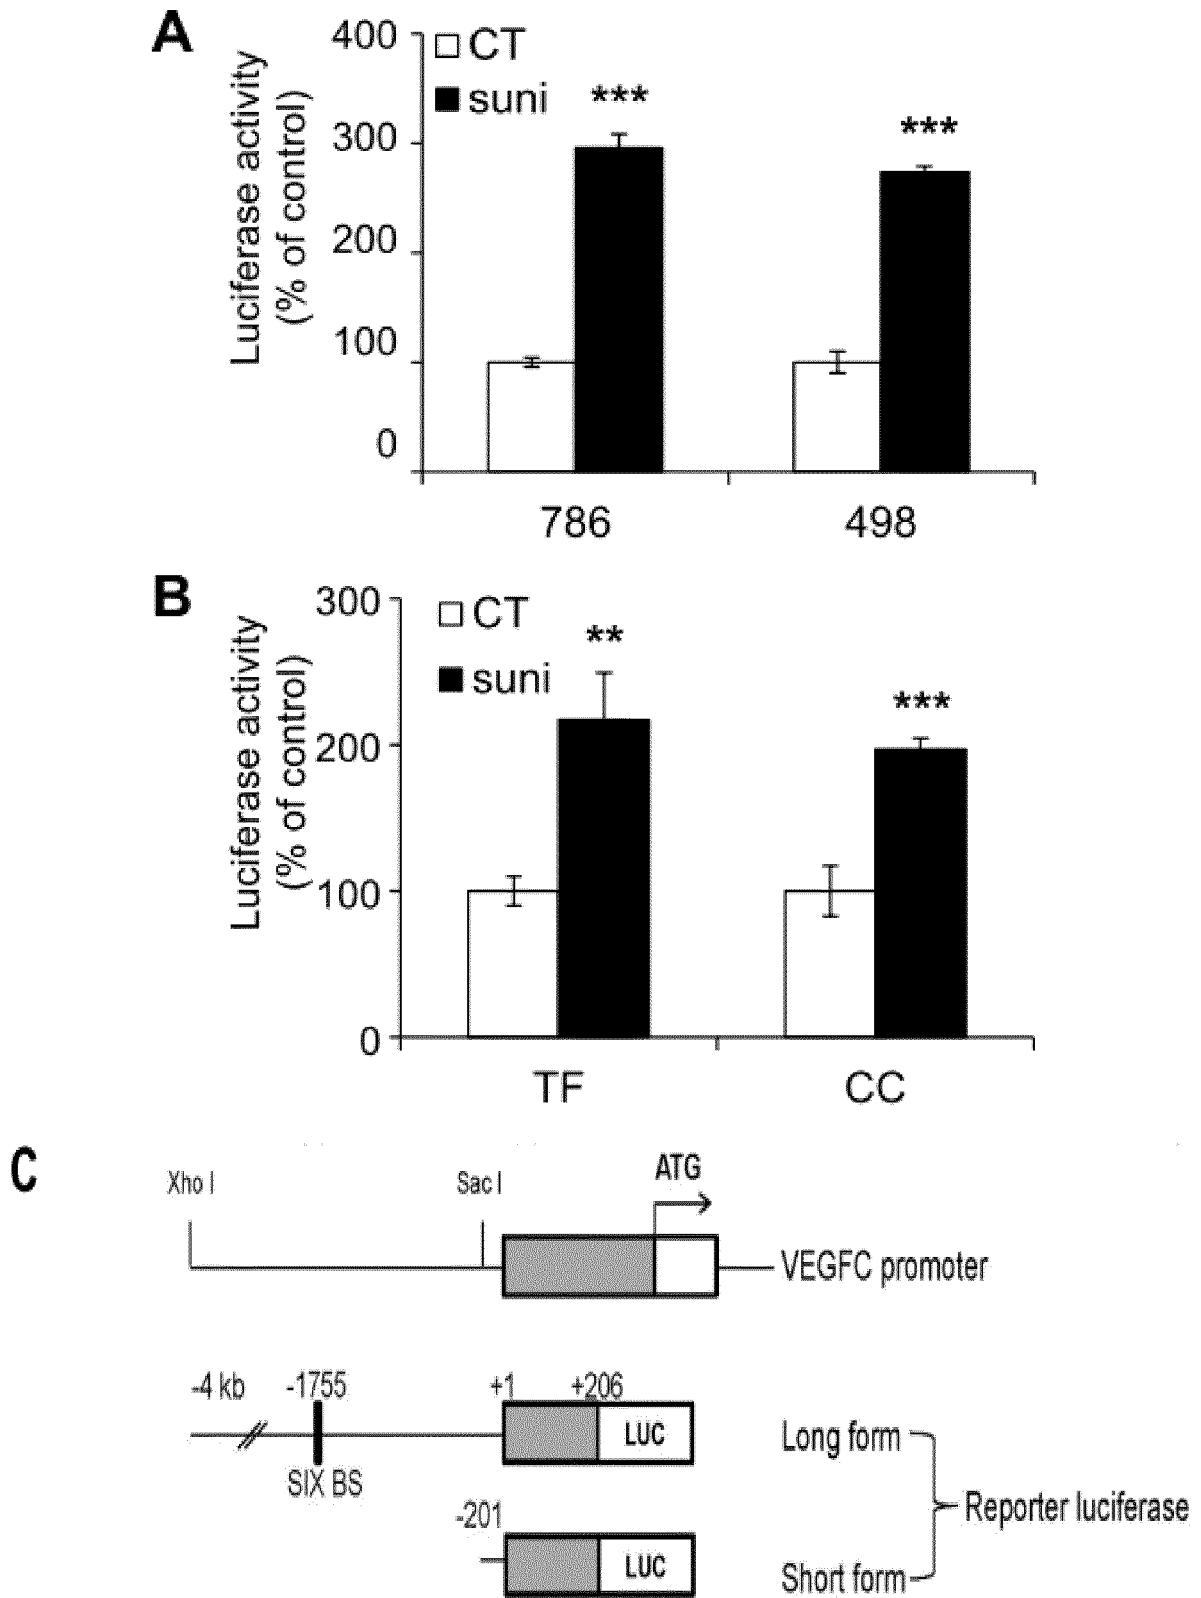 A
Luciferase activity
(% of control)
400
300
200
100
0
CT
suni
***
***
786
498
B
Luciferase activity
(% of control)
300
200
100
0
CT
suni
**
***
TF
CC
C
Xho I
Sac I
ATG
VEGFC promoter
-4 kb
-1755
+1
+206
LUC
Long form
SIX BS
Reporter luciferase
-201
LUC
Short form